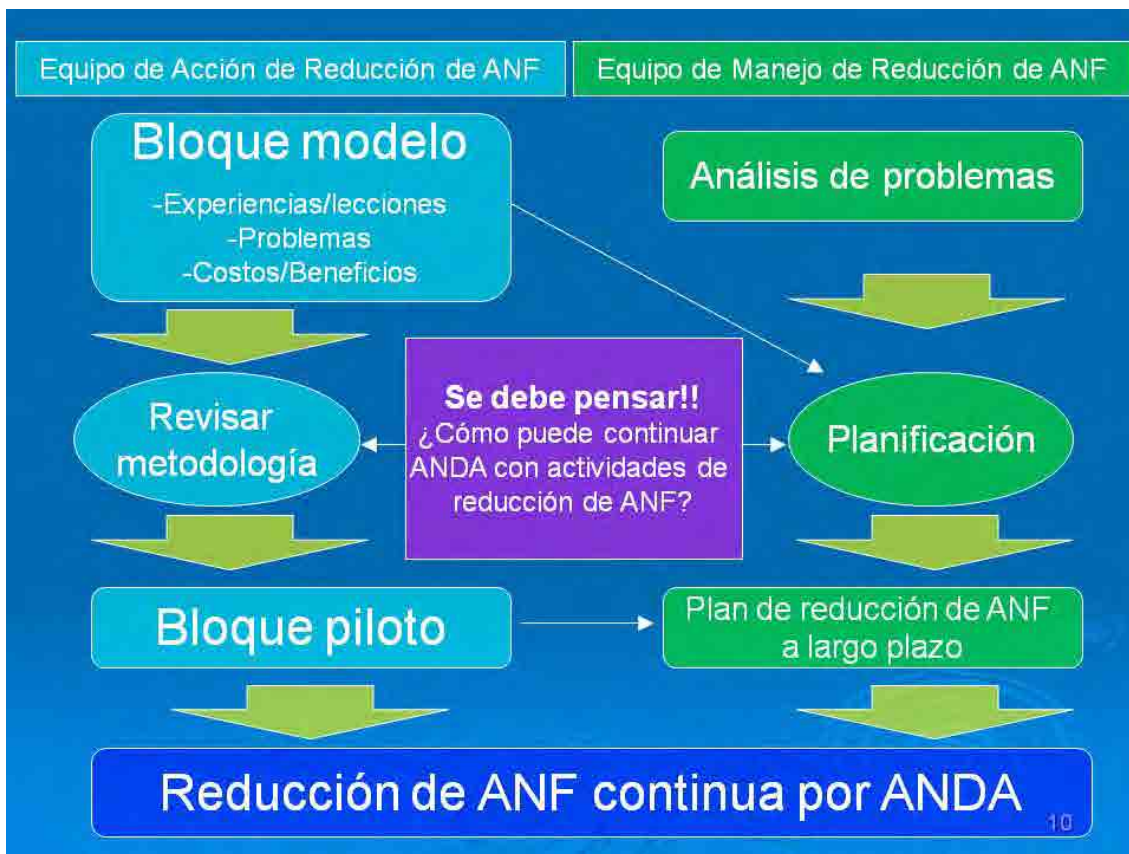 Equipo de Acción de Reducción de ANF
Equipo de Manejo de Reducción de ANF
Bloque modelo
-Experiencias/lecciones
-Problemas
-Costos/Beneficios
Análisis de problemas
Revisar
metodología
Se debe pensar!!
¿Cómo puede continuar
ANDA con actividades de
reducción de ANF?
Planificación
Bloque piloto
Plan de reducción de ANF
a largo plazo
Reducción de ANF continua por ANDA
10